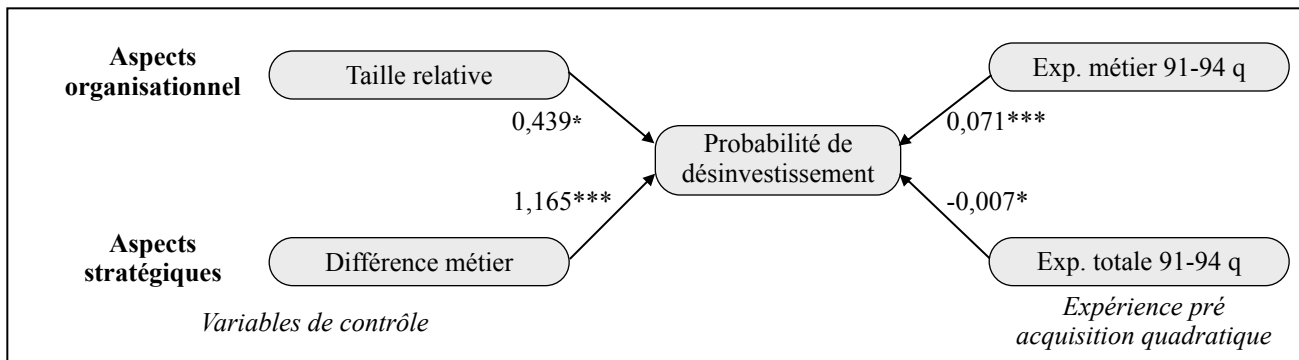 Aspects
organisationnel
Taille relative
Exp. métier 91-94 q
0,439*
0,071***
Probabilité de
désinvestissement
1,165***
-0,007*
Aspects
stratégiques
Différence métier
Exp. totale 91-94 q
Variables de contrôle
Expérience pré
acquisition quadratique